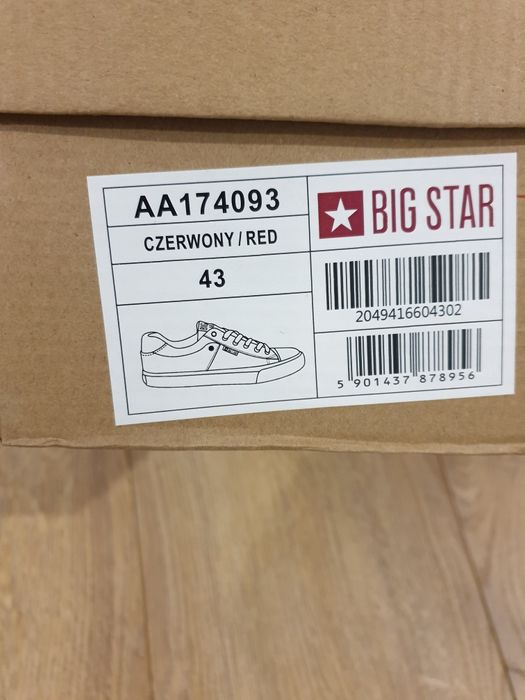 AA174093
CZERWONY / RED
43
BIG STAR
2049416604302
5 901437 878956